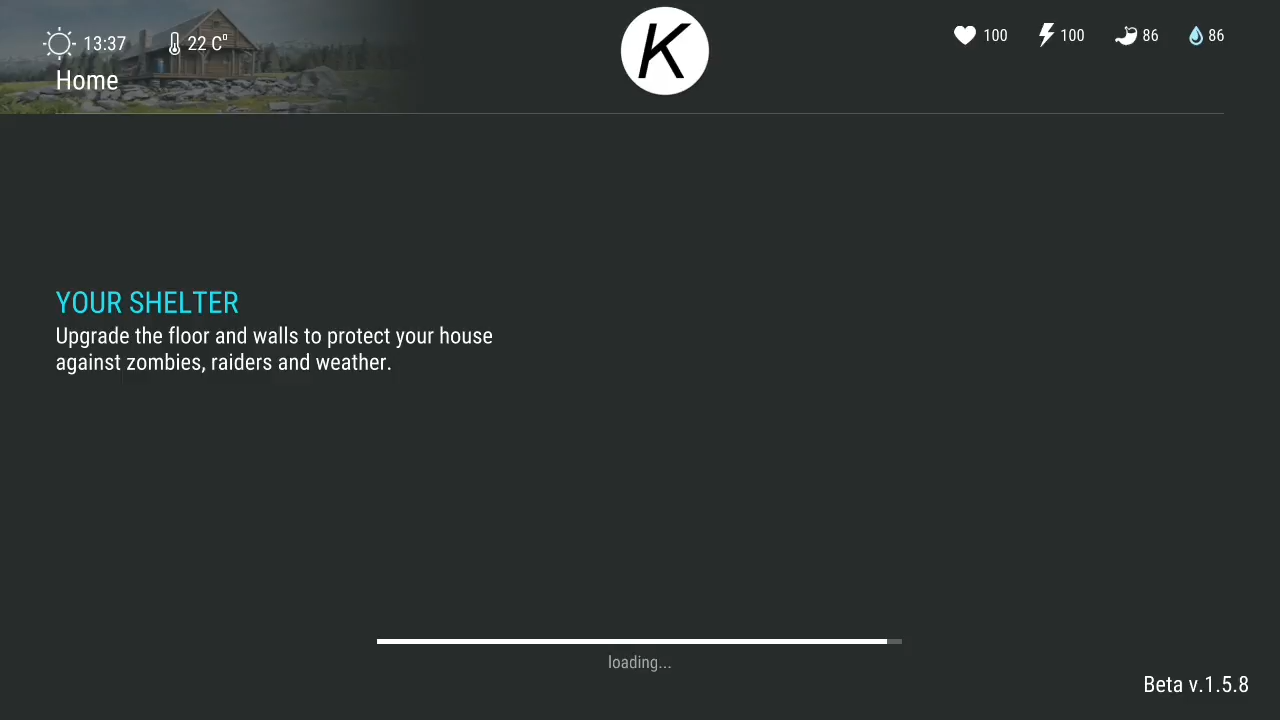 13:37
22 C°
Home
K
100
100
86
86
YOUR SHELTER
Upgrade the floor and walls to protect your house
against zombies, raiders and weather.
loading...
Beta v.1.5.8